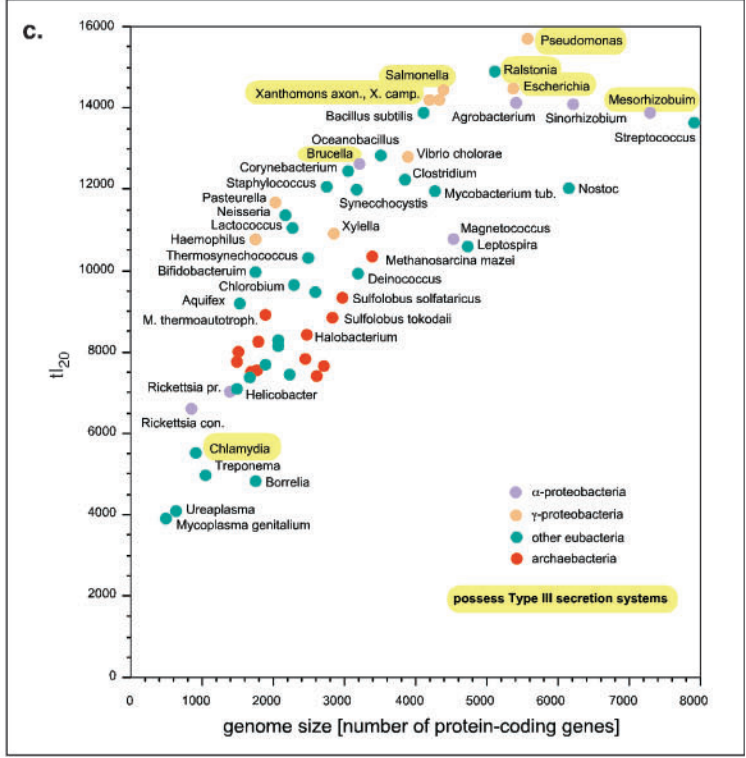 c.
16000
14000
12000
10000
8000
6000
4000
2000
0
tI20
Pseudomonas
Salmonella
Ralstonia
Xanthomons axon., X. camp.
Escherichia
Mesorhizobuim
Bacillus subtilis
Agrobacterium
Sinorhizobium
Streptococcus
Oceanobacillus
Brucella
Vibrio cholorae
Corynebacterium
Clostridium
Staphylococcus
Synecchocystis
Mycobacterium tub.
Nostoc
Pasteurella
Neisseria
Lactococcus
Xylella
Magnetococcus
Haemophilus
Leptospira
Thermosynechococcus
Methanosarcina mazei
Bifidobacteruim
Deinococcus
Chlorobium
Aquifex
Sulfolobus solfataricus
M. thermoautotroph.
Sulfolobus tokodaii
Halobacterium
Rickettsia pr.
Helicobacter
Rickettsia con.
Chlamydia
Treponema
Borrelia
Ureaplasma
Mycoplasma genitalium
α-proteobacteria
γ-proteobacteria
other eubacteria
archaebacteria
possess Type III secretion systems
0 1000 2000 3000 4000 5000 6000 7000 8000
genome size [number of protein-coding genes]